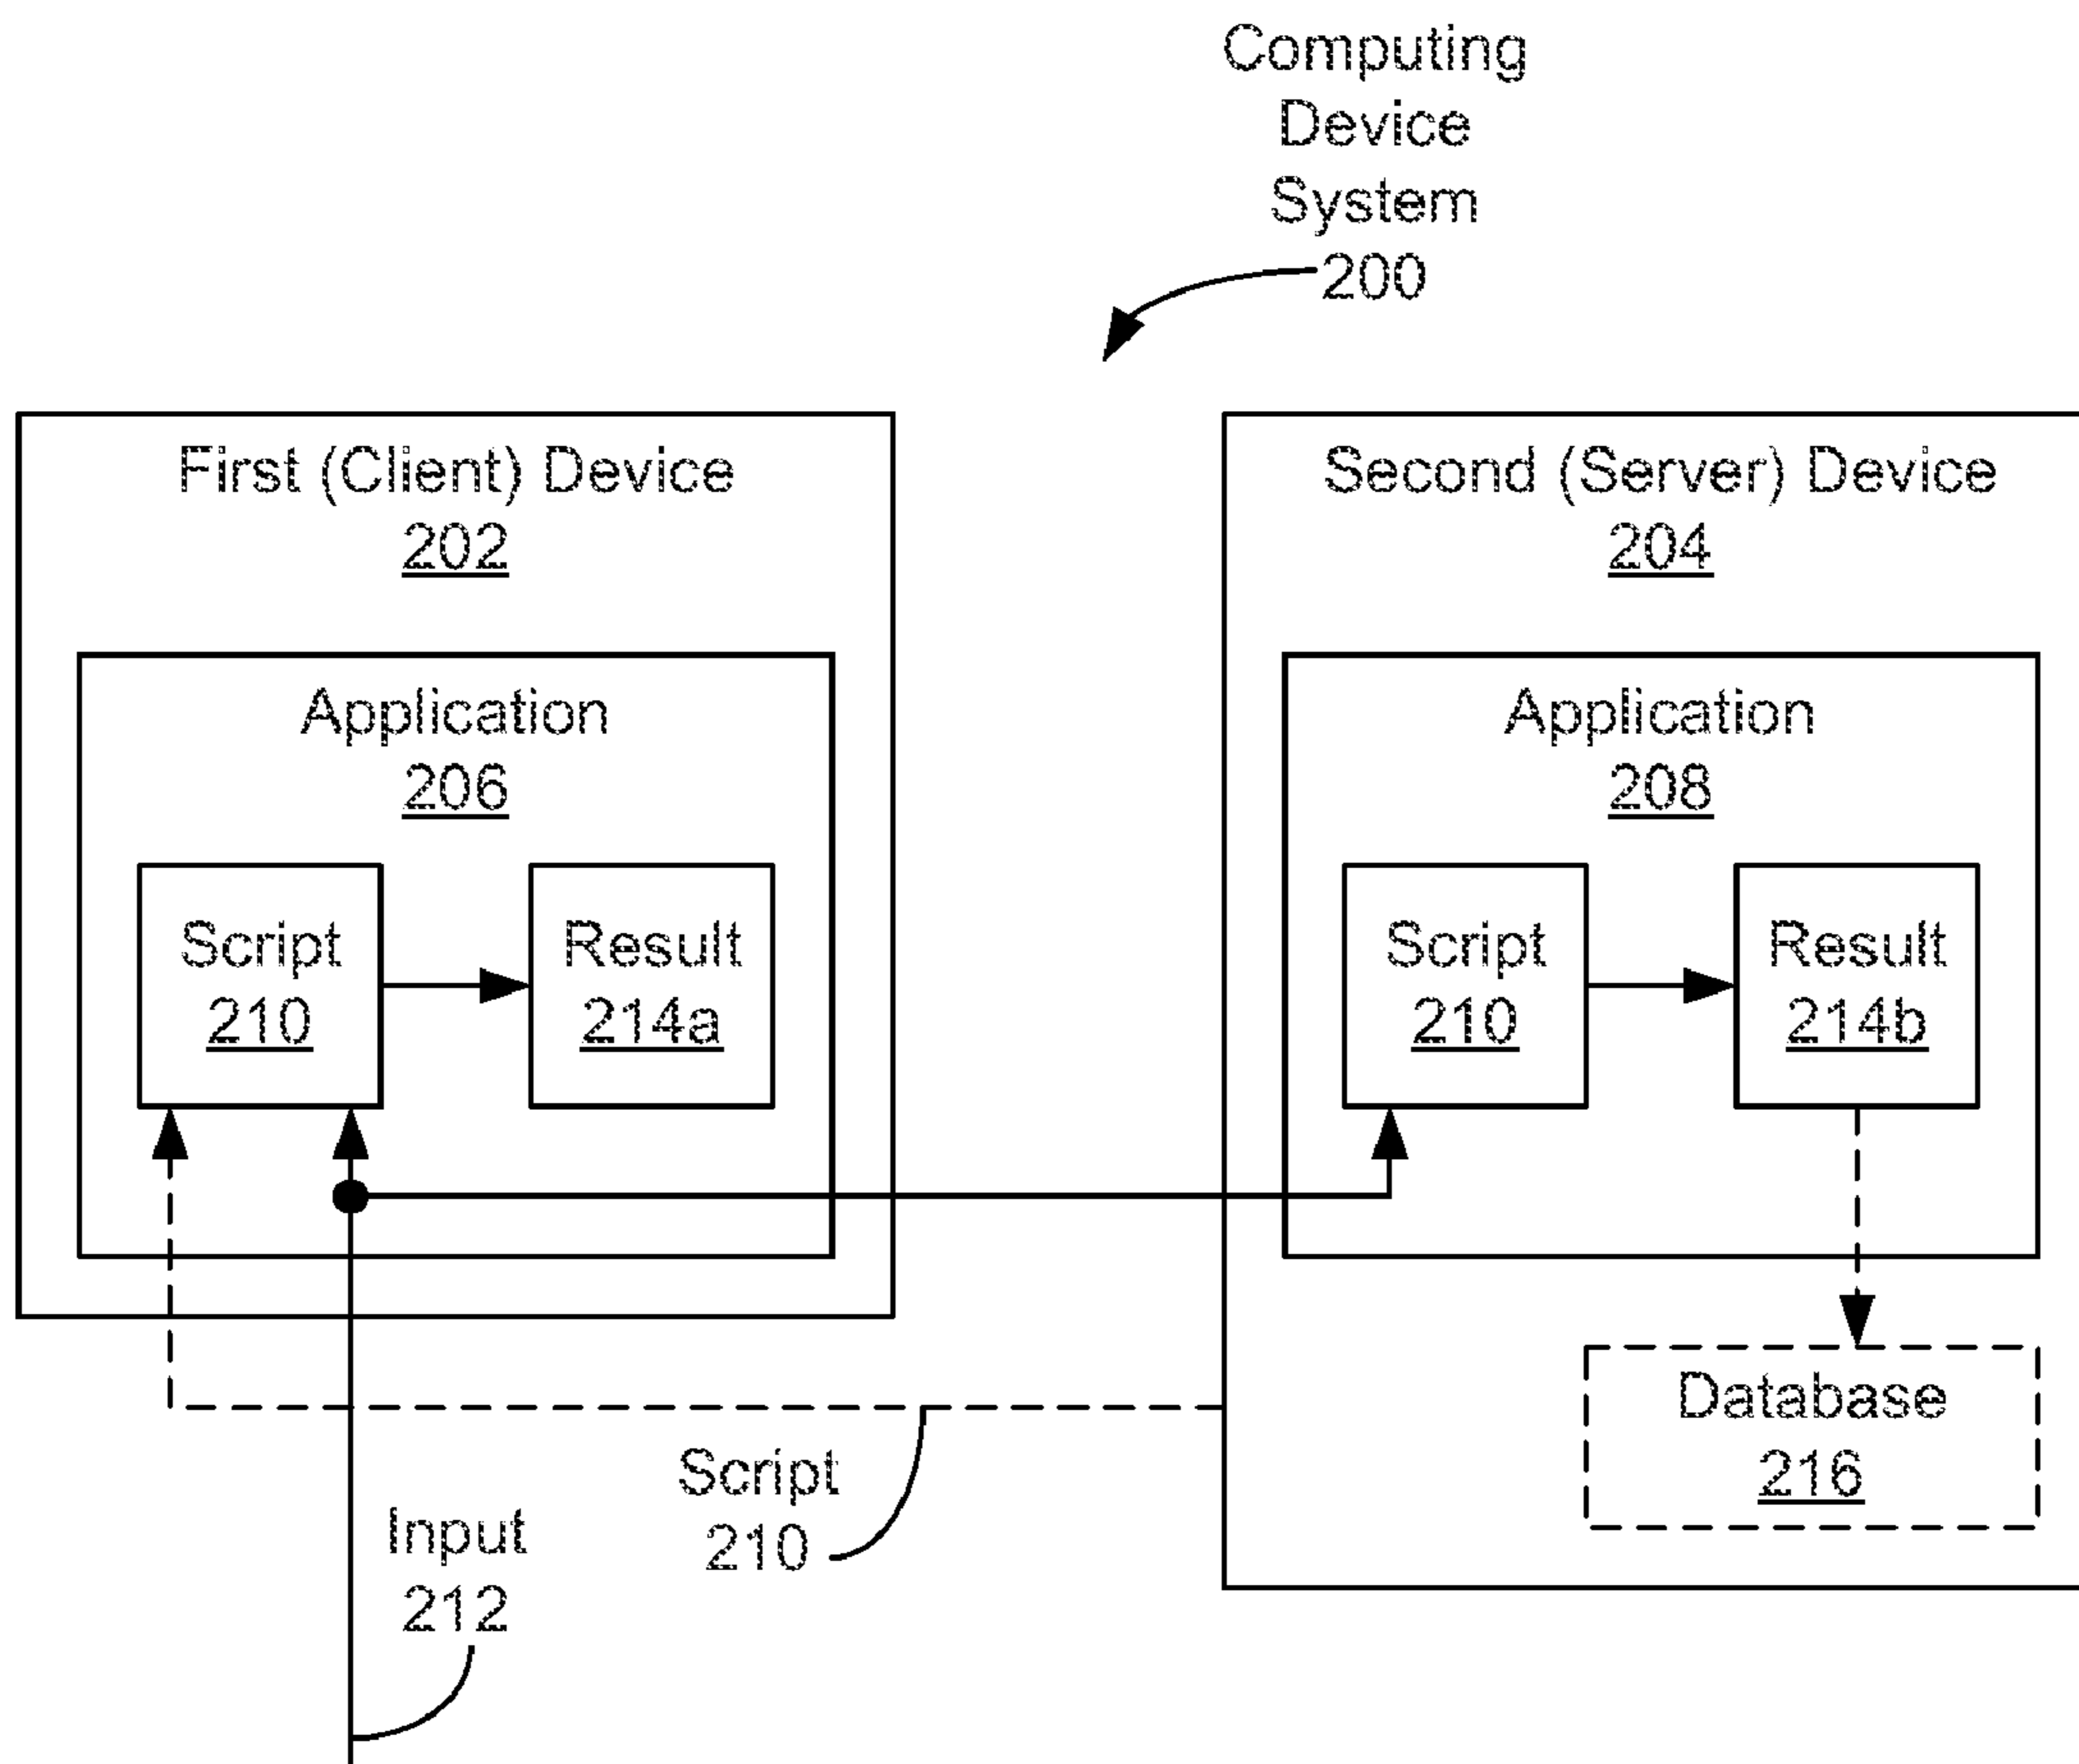 Computing
Device
System
200
First (Client) Device
202
Second (Server) Device
204
Application
206
Application
208
Script
210
Result
214a
Script
210
Result
214b
Database
216
Script
210
Input
212